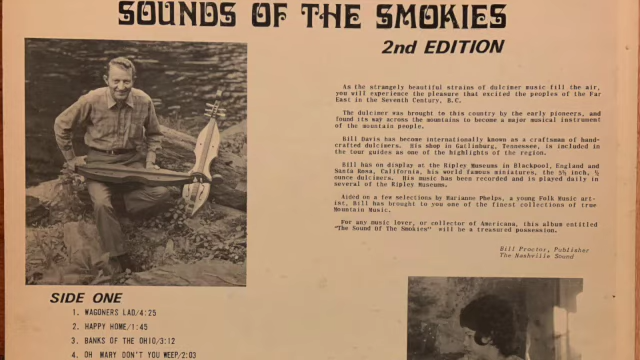 SOUNDS OF THE SMOKIES
2nd EDITION
As the strangely beautiful strains of dulcimer music fill the air,
you will experience the pleasure that excited the peoples of the Far
East in the Seventh Century, B.C.
The dulcimer was brought to this country by the early pioneers, and
found its way across the mountains to become a major musical instrument
of the mountain people.
Bill Davis has become internationally known as a craftsman of hand-
crafted dulcimers. His shop in Gatlinburg, Tennessee, is included in
the tour guides as one of the highlights of the region.
Bill has on display at the Ripley Museums in Blackpool, England and
Santa Rosa, California, his world famous miniatures, the 5½ inch, ½
ounce dulcimers. His music has been recorded and is played daily in
several of the Ripley Museums.
Aided on a few selections by Marianne Phelps, a young Folk Music art-
ist, Bill has brought to you one of the finest collections of true
Mountain Music.
For any music lover, or collector of Americana, this album entitled
"The Sound Of The Smokies" will be a treasured possession.
Bill Proctor, Publisher
The Nashville Sound
SIDE ONE
1. WAGONERS LAD/4:25
2. HAPPY HOME/1:45
3. BANKS OF THE OHIO/3:12
4. OH MARY DON'T YOU WEEP/2:03